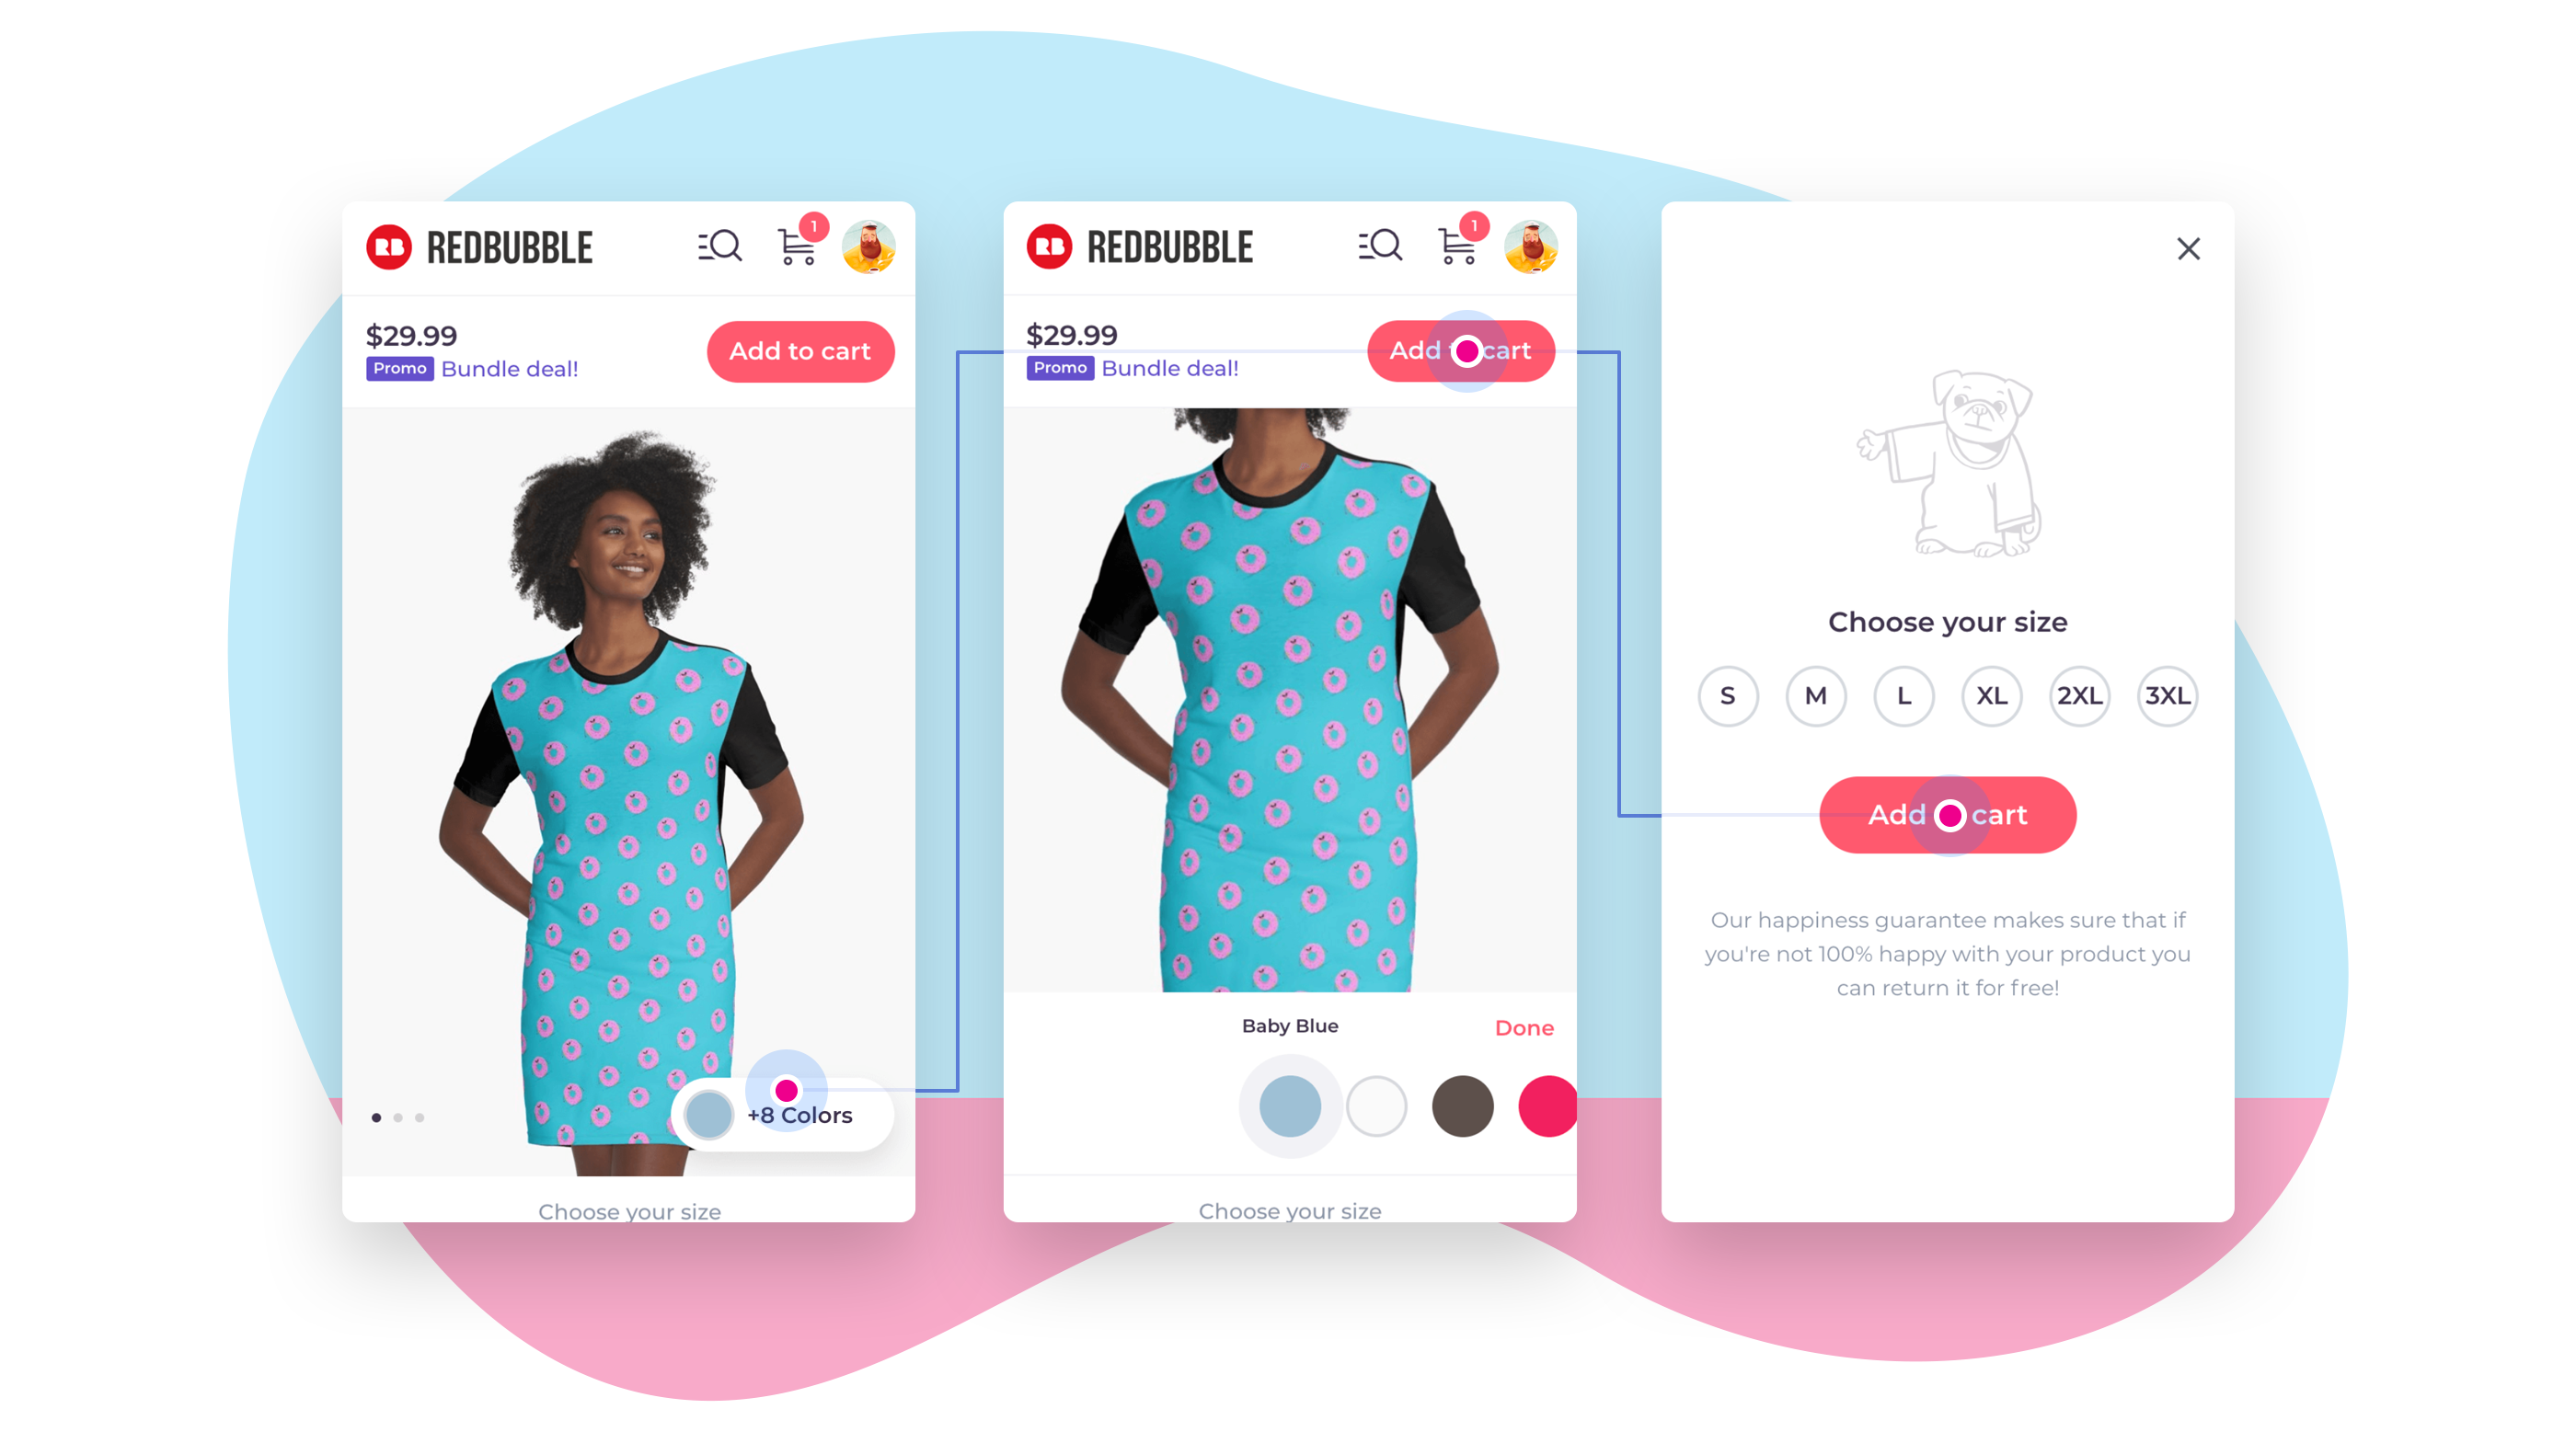 RB REDBUBBLE
1
$29.99
Promo Bundle deal!
Add to cart
+8 Colors
Choose your size
RB REDBUBBLE
1
$29.99
Promo Bundle deal!
Add cart
Baby Blue
Done
Choose your size
Choose your size
S M L XL 2XL 3XL
Add cart
Our happiness guarantee makes sure that if
you're not 100% happy with your product you
can return it for free!